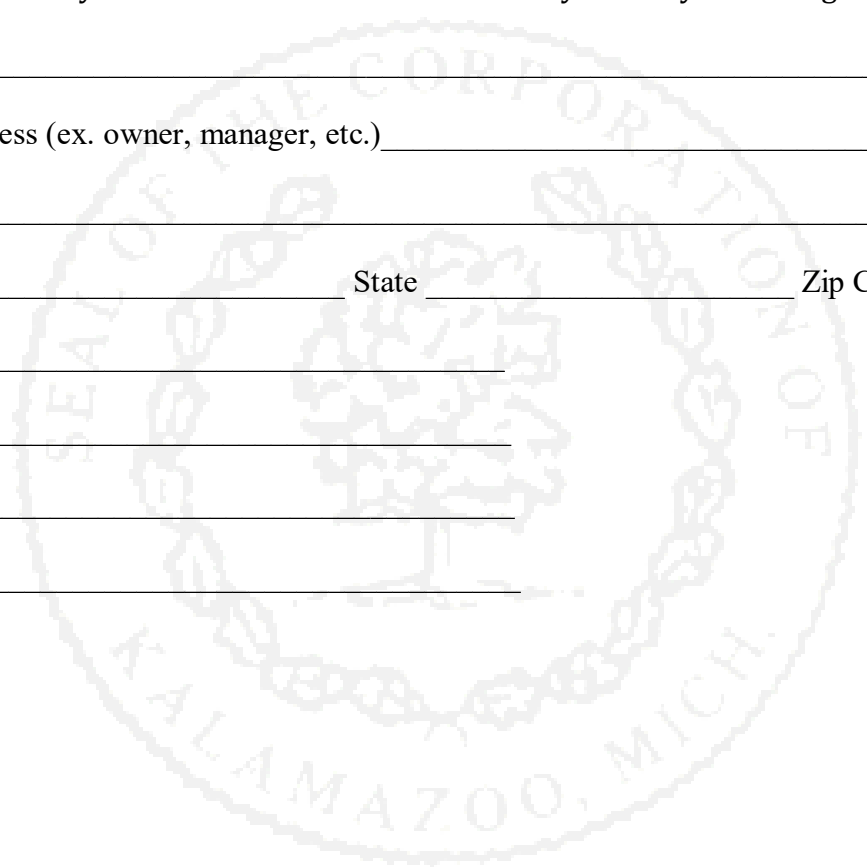 ess (ex. owner, manager, etc.)
State Zip C
SEAL OF THE CORPORATION OF
KALAMAZOO, MICH.